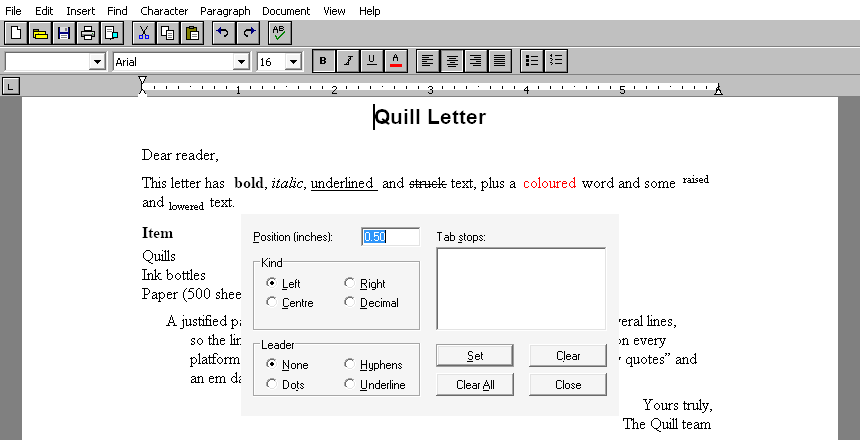 File Edit Insert Find Character Paragraph Document View Help
Arial 16 B I U A
L 1 2 3 4 5
Quill Letter
Dear reader,
This letter has bold, italic, underlined and struck text, plus a coloured word and some raised
and lowered text.
Item
Quills
Ink bottles
Paper (500 shee
A justified pa
so the lin
platform
an em da
Position (inches): 0.50
Kind
Left Right
Centre Decimal
Leader
None Hyphens
Dots Underline
Tab stops:
Set Clear
Clear All Close
veral lines,
on every
quotes” and
Yours truly,
The Quill team